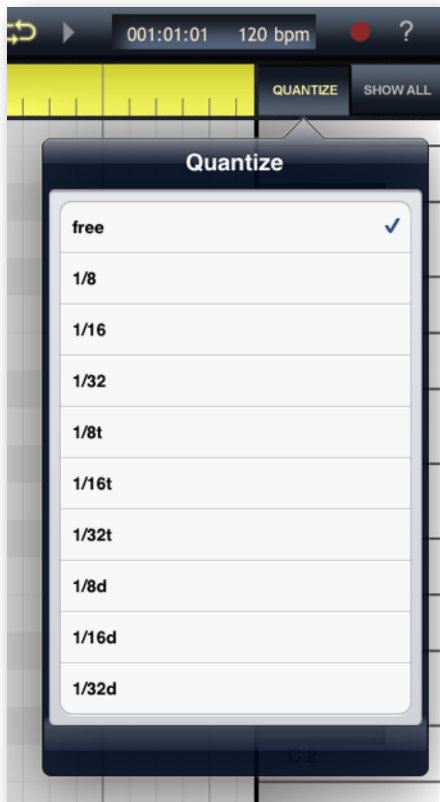 001:01:01 120 bpm ?
QUANTIZE SHOW ALL
Quantize
free
1/8
1/16
1/32
1/8t
1/16t
1/32t
1/8d
1/16d
1/32d
C 2